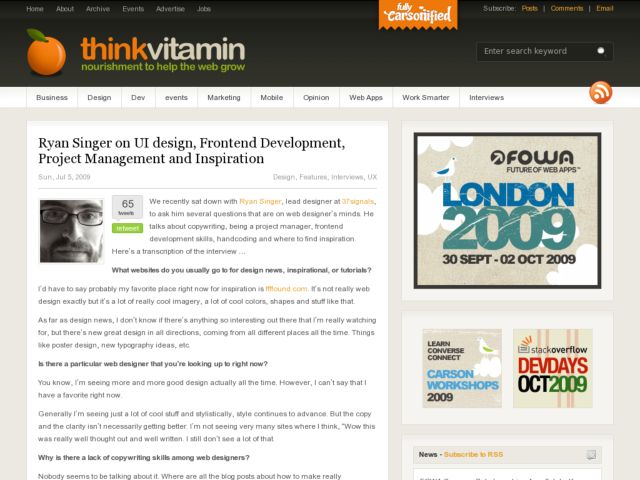 About Archive Events Advertise Jobs
fully Carsonified
Subscribe: Posts | Comments | Email
thinkvitamin
nourishment to help the web grow
Enter search keyword
Business Design Dev events Marketing Mobile Opinion Web Apps Work Smarter Interviews
Ryan Singer on UI design, Frontend Development,
Project Management and Inspiration
Sun, Jul 5, 2009
Design, Features, Interviews, UX
65
tweets
retweet
We recently sat down with Ryan Singer, lead designer at 37signals,
to ask him several questions that are on web designer's minds. He
talks about copywriting, being a project manager, frontend
development skills, handcoding and where to find inspiration.
Here's a transcription of the interview ...
What websites do you usually go to for design news, inspirational, or tutorials?
I'd have to say probably my favorite place right now for inspiration is ffffound.com. It's not really web
design exactly but it's a lot of really cool imagery, a lot of cool colors, shapes and stuff like that.
As far as design news, I don't know if there's anything so interesting out there that I'm really watching
for, but there's new great design in all directions, coming from all different places all the time. Things
like poster design, new typography ideas, etc.
Is there a particular web designer that you're looking up to right now?
You know, I'm seeing more and more good design actually all the time. However, I can't say that I
have a favorite right now.
Generally I'm seeing just a lot of cool stuff and stylistically, style continues to advance. But the copy
and the clarity isn't necessarily getting better. I'm not seeing very many sites where I think, "Wow this
was really well thought out and well written. I still don't see a lot of that
Why is there a lack of copywriting skills among web designers?
Nobody seems to be talking about it. Where are all the blog posts about how to make really
FOWA
FUTURE OF WEB APPS
LONDON
2009
30 SEPT - 02 OCT 2009
LEARN
CONVERSE
CONNECT
CARSON
WORKSHOPS
2009
stackoverflow
DEVDAYS
OCT2009
News - Subscribe to RSS